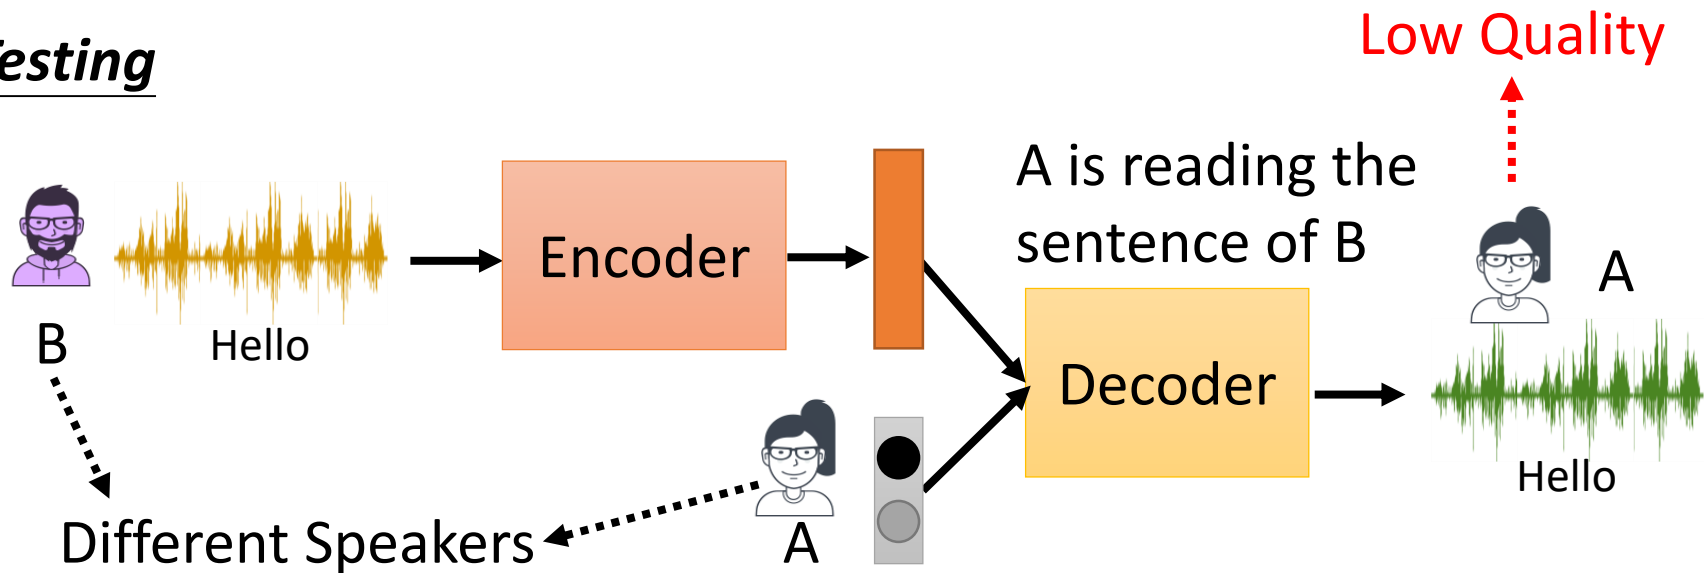 esting
Low Quality
A is reading the
sentence of B
Encoder
A
B
Hello
Decoder
Hello
Different Speakers
A